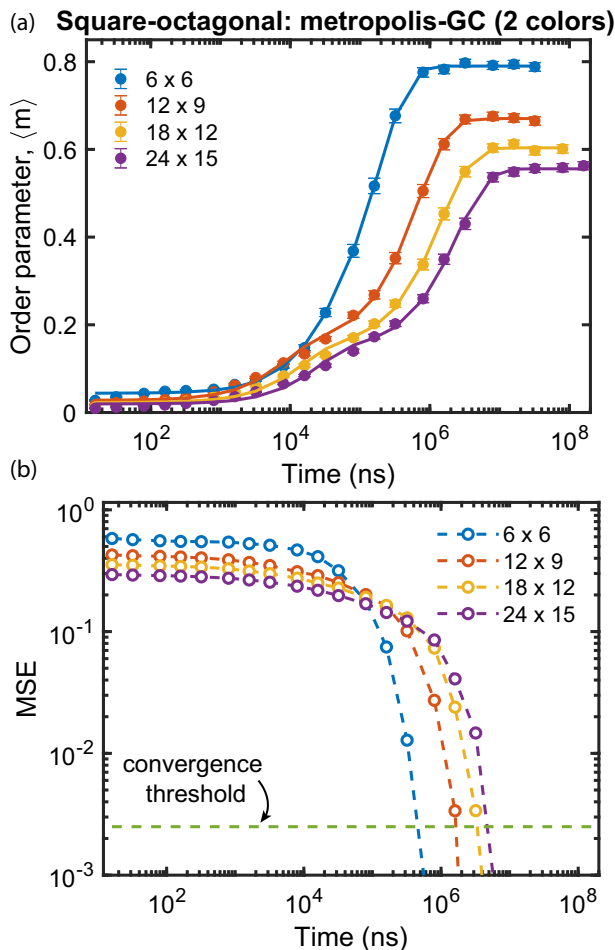 (a) Square-octagonal: metropolis-GC (2 colors)
6 x 6
12 x 9
18 x 12
24 x 15
Order parameter, ⟨m⟩
0.8
0.6
0.4
0.2
0
10² 10⁴ 10⁶ 10⁸
Time (ns)
(b)
6 x 6
12 x 9
18 x 12
24 x 15
MSE
10⁰
10⁻¹
10⁻²
10⁻³
convergence
threshold
10² 10⁴ 10⁶ 10⁸
Time (ns)